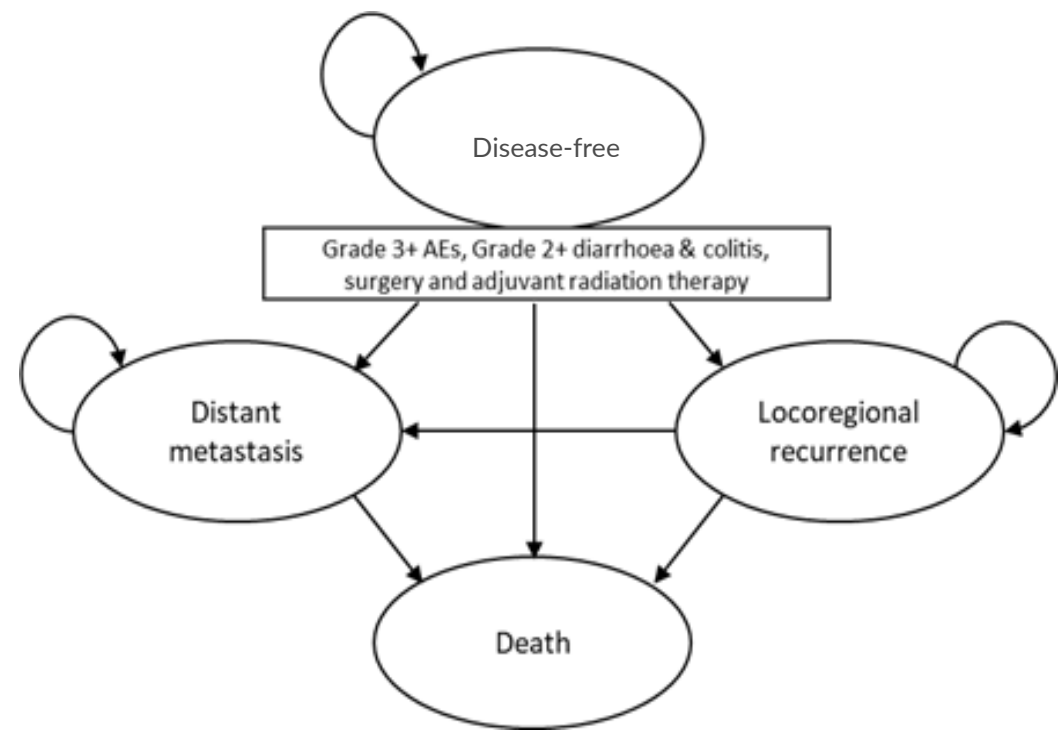 Disease-free
Grade 3+ AEs, Grade 2+ diarrhoea & colitis,
surgery and adjuvant radiation therapy
Distant
metastasis
Locoregional
recurrence
Death